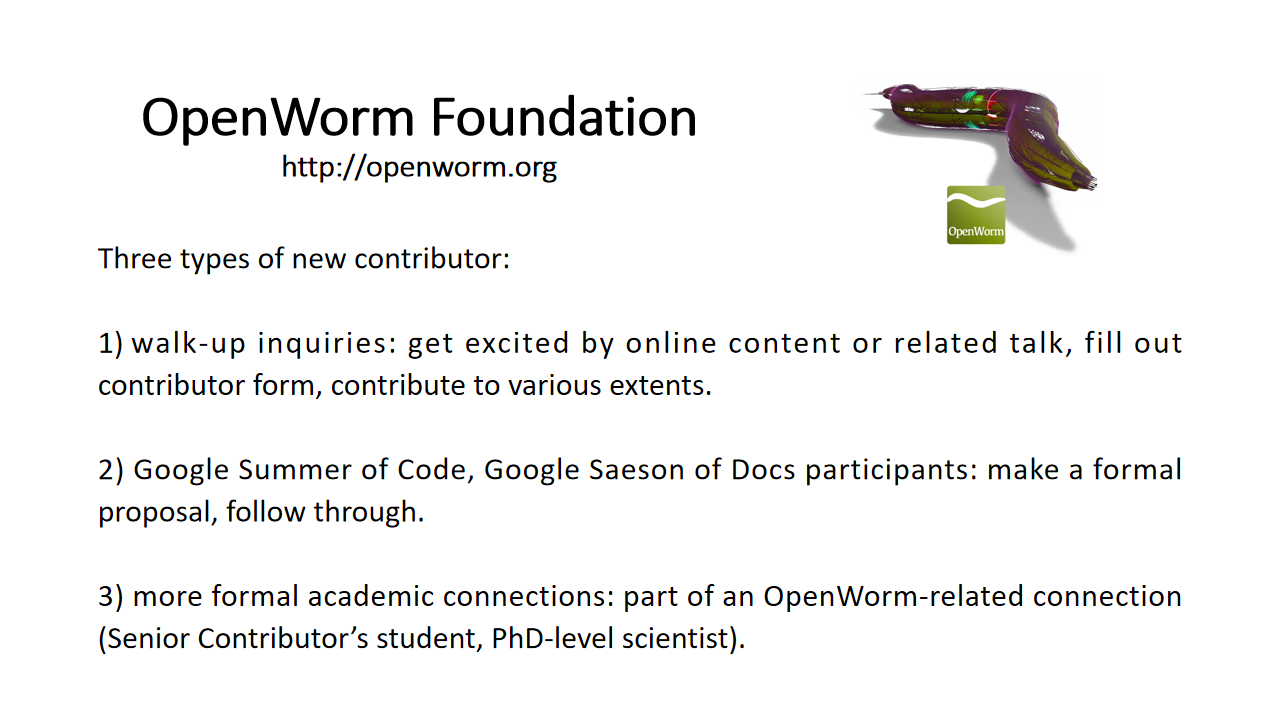 OpenWorm Foundation
http://openworm.org
OpenWorm
Three types of new contributor:
1) walk-up inquiries: get excited by online content or related talk, fill out
contributor form, contribute to various extents.
2) Google Summer of Code, Google Saeson of Docs participants: make a formal
proposal, follow through.
3) more formal academic connections: part of an OpenWorm-related connection
(Senior Contributor’s student, PhD-level scientist).